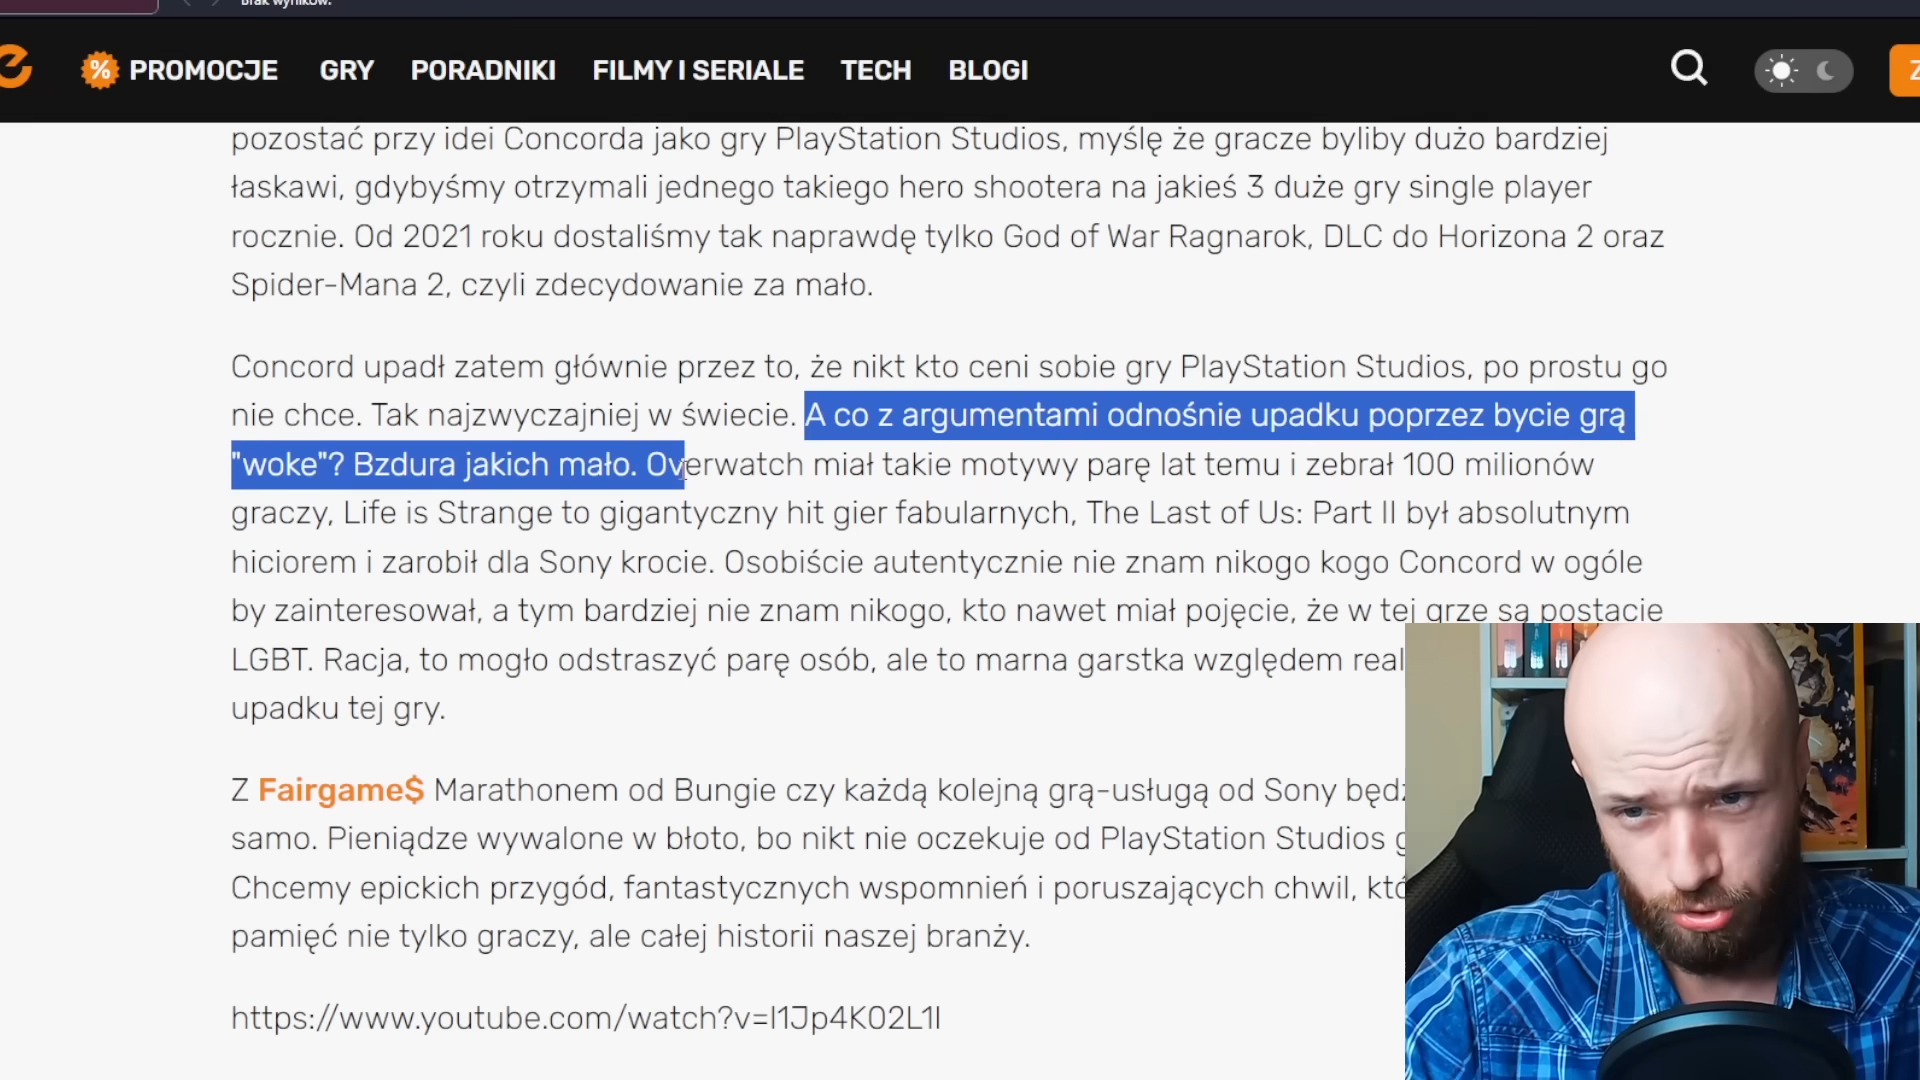 Brak wyników.
% PROMOCJE GRY PORADNIKI FILMY I SERIALE TECH BLOGI
pozostać przy idei Concorda jako gry PlayStation Studios, myślę że gracze byliby dużo bardziej
łaskawi, gdybyśmy otrzymali jednego takiego hero shootera na jakieś 3 duże gry single player
rocznie. Od 2021 roku dostaliśmy tak naprawdę tylko God of War Ragnarok, DLC do Horizona 2 oraz
Spider-Mana 2, czyli zdecydowanie za mało.
Concord upadł zatem głównie przez to, że nikt kto ceni sobie gry PlayStation Studios, po prostu go
nie chce. Tak najzwyczajniej w świecie. A co z argumentami odnośnie upadku poprzez bycie grą
"woke"? Bzdura jakich mało. Overwatch miał takie motywy parę lat temu i zebrał 100 milionów
graczy, Life is Strange to gigantyczny hit gier fabularnych, The Last of Us: Part II był absolutnym
hiciorem i zarobił dla Sony krocie. Osobiście autentycznie nie znam nikogo kogo Concord w ogóle
by zainteresował, a tym bardziej nie znam nikogo, kto nawet miał pojęcie, że w tej grze są postacie
LGBT. Racja, to mogło odstraszyć parę osób, ale to marna garstka względem real
upadku tej gry.
Z Fairgame$ Marathonem od Bungie czy każdą kolejną grą-usługą od Sony będz
samo. Pieniądze wywalone w błoto, bo nikt nie oczekuje od PlayStation Studios g
Chcemy epickich przygód, fantastycznych wspomnień i poruszających chwil, któ
pamięć nie tylko graczy, ale całej historii naszej branży.
https://www.youtube.com/watch?v=l1Jp4K02L1I